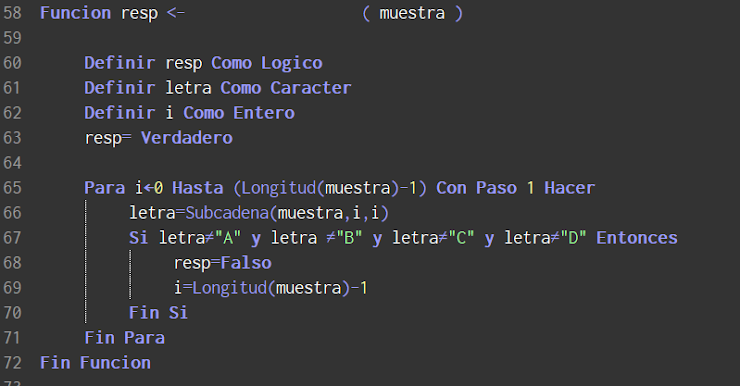 58 Funcion resp <- ( muestra )
59
60 Definir resp Como Logico
61 Definir letra Como Caracter
62 Definir i Como Entero
63 resp= Verdadero
64
65 Para i←0 Hasta (Longitud(muestra)-1) Con Paso 1 Hacer
66 letra=Subcadena(muestra,i,i)
67 Si letra≠"A" y letra ≠"B" y letra≠"C" y letra≠"D" Entonces
68 resp=Falso
69 i=Longitud(muestra)-1
70 Fin Si
71 Fin Para
72 Fin Funcion